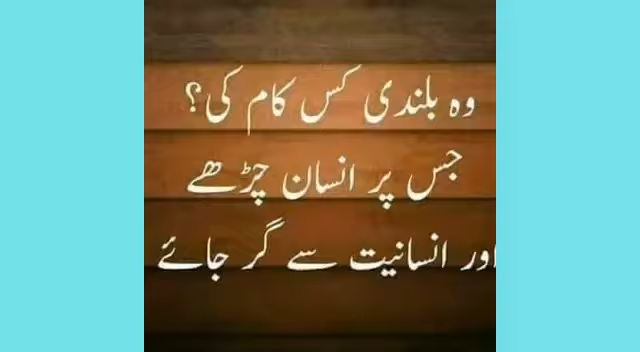 وہ بلندی کس کام کی؟
جس پر انسان چڑھے
اور انسانیت سے گر جائے